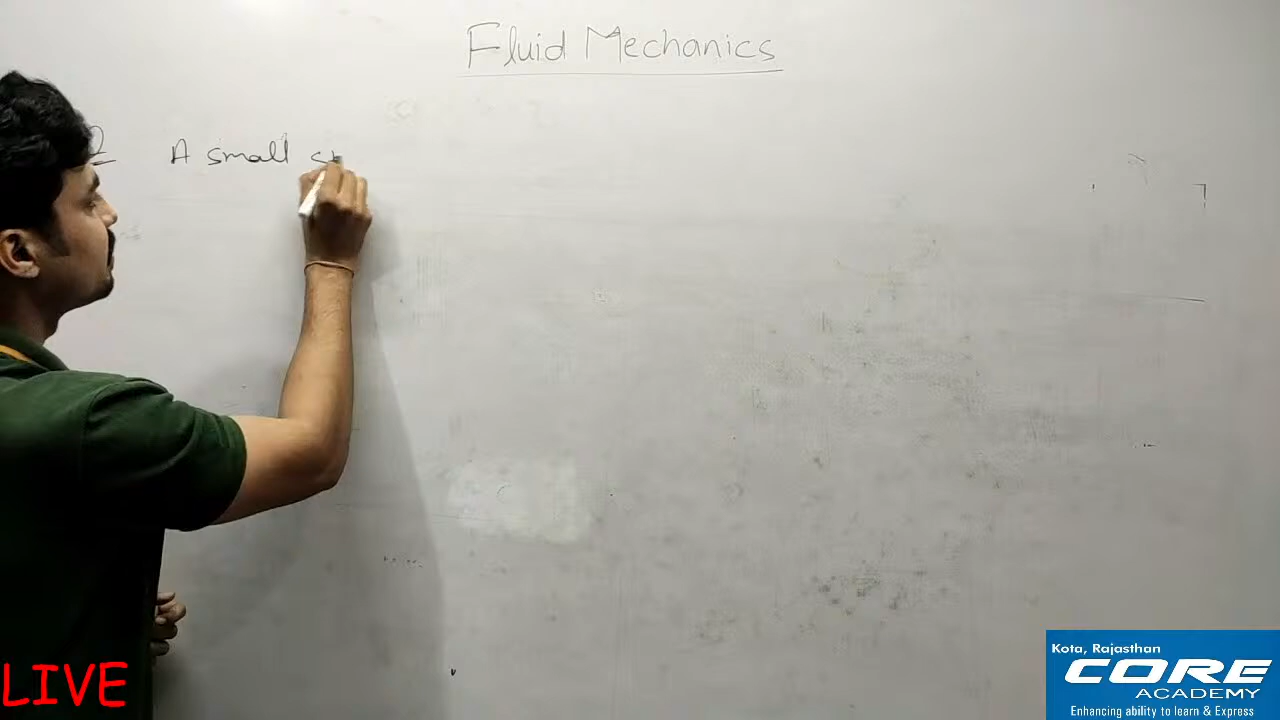 Fluid Mechanics
Q A small
LIVE
Kota, Rajasthan
CORE
ACADEMY
Enhancing ability to learn & Express